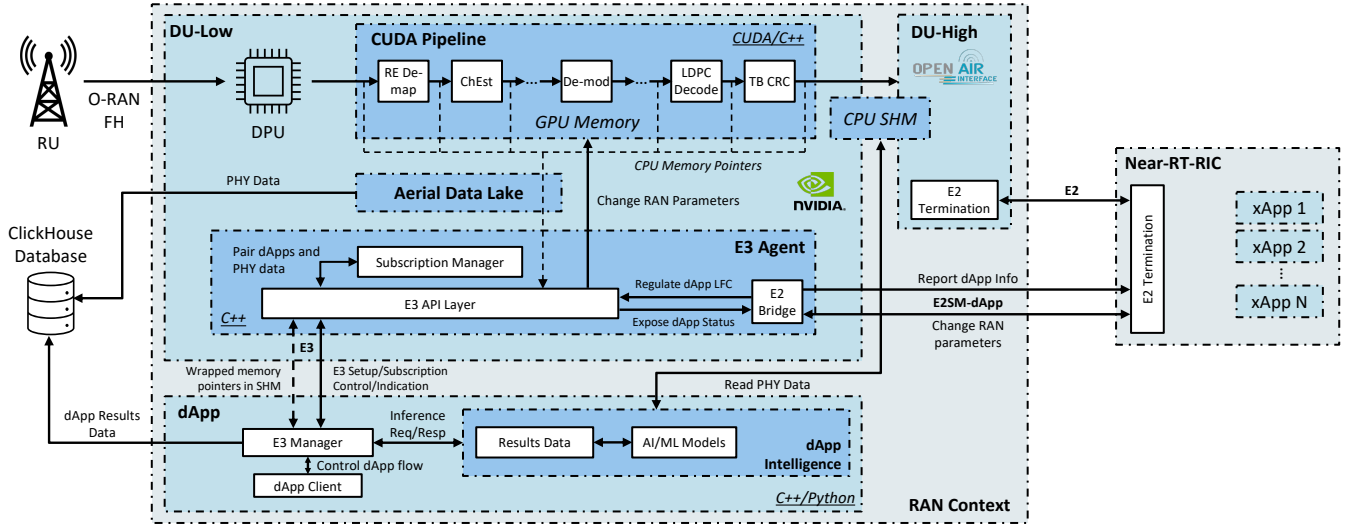 DU-Low
CUDA Pipeline
CUDA/C++
DU-High
OPEN AIR
INTERFACE
RE De-
map
ChEst
...
De-mod
...
LDPC
Decode
TB CRC
O-RAN
FH
RU
DPU
GPU Memory
CPU SHM
CPU Memory Pointers
Near-RT-RIC
PHY Data
Aerial Data Lake
Change RAN Parameters
NVIDIA.
E2
Termination
E2
E2 Termination
xApp 1
xApp 2
...
xApp N
ClickHouse
Database
E3 Agent
Pair dApps and
PHY data
Subscription Manager
E3 API Layer
Regulate dApp LFC
Expose dApp Status
E2
Bridge
Report dApp Info
E2SM-dApp
Change RAN
parameters
C++
E3
Wrapped memory
pointers in SHM
E3 Setup/Subscription
Control/Indication
Read PHY Data
dApp
dApp Results
Data
E3 Manager
Inference
Req/Resp
Results Data
AI/ML Models
dApp
Intelligence
Control dApp flow
dApp Client
C++/Python
RAN Context